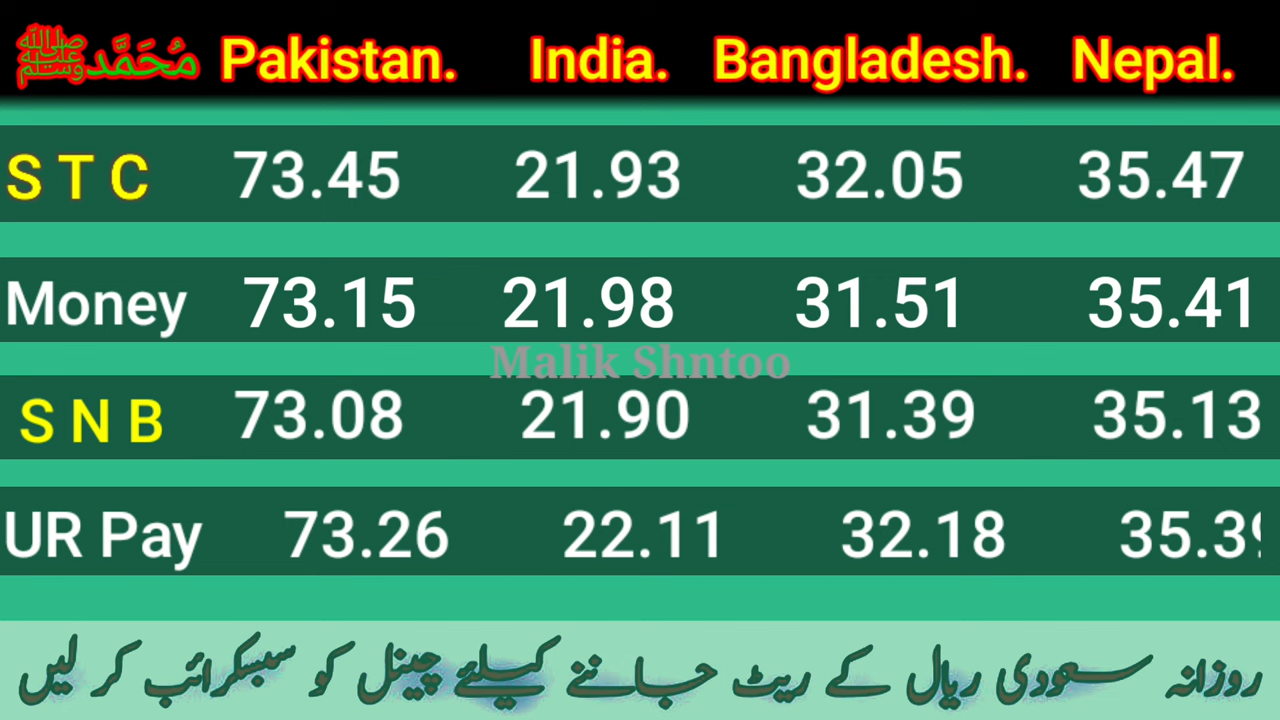 مُحَمَّد ﷺ Pakistan. India. Bangladesh. Nepal.
S T C 73.45 21.93 32.05 35.47
Money 73.15 21.98 31.51 35.41
Malik Shntoo
S N B 73.08 21.90 31.39 35.13
UR Pay 73.26 22.11 32.18 35.39
روزانہ سعودی ریال کے ریٹ جاننے کیلئے چینل کو سبسکرائب کر لیں